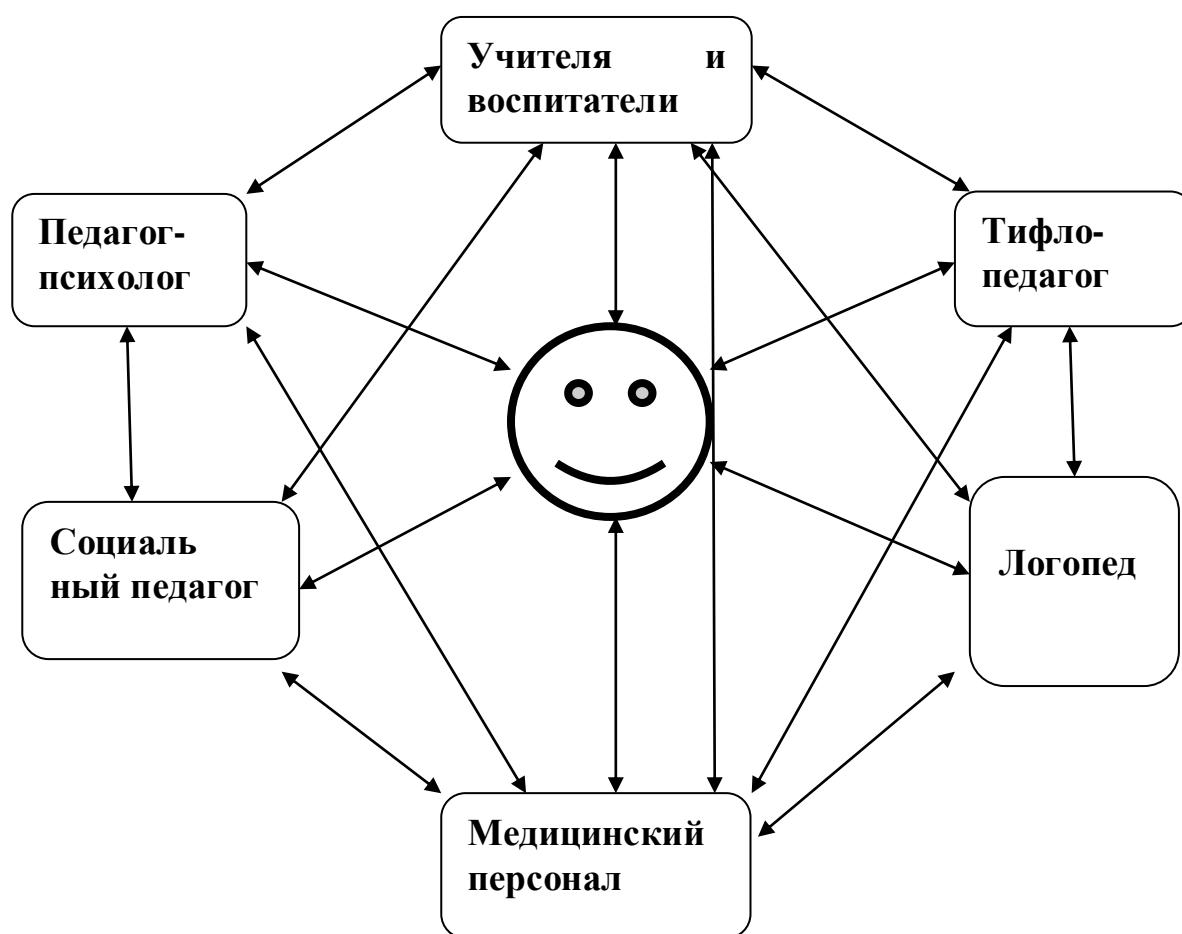 Учителя и
воспитатели
Педагог-
психолог
Тифло-
педагог
Социаль
ный педагог
Логопед
Медицинский
персонал